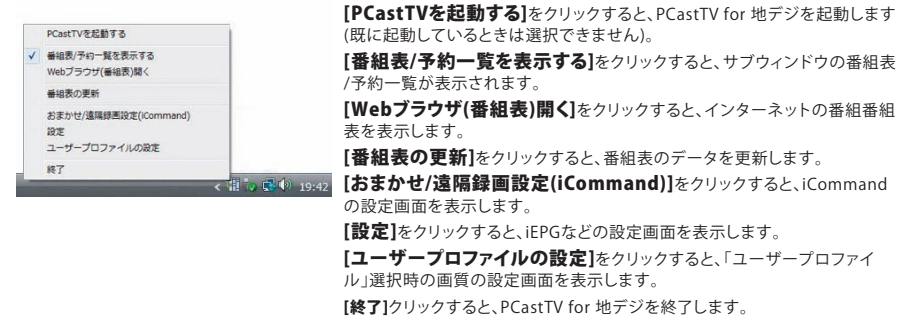 PCastTVを起動する
番組表/予約一覧を表示する
Webブラウザ(番組表)開く
番組表の更新
おまかせ/遠隔録画設定(iCommand)
設定
ユーザープロファイルの設定
終了
19:42
[PCastTVを起動する]をクリックすると、PCastTV for 地デジを起動します
(既に起動しているときは選択できません)。
[番組表/予約一覧を表示する]をクリックすると、サブウィンドウの番組表
/予約一覧が表示されます。
[Webブラウザ(番組表)開く]をクリックすると、インターネットの番組番組
表を表示します。
[番組表の更新]をクリックすると、番組表のデータを更新します。
[おまかせ/遠隔録画設定(iCommand)]をクリックすると、iCommand
の設定画面を表示します。
[設定]をクリックすると、iEPGなどの設定画面を表示します。
[ユーザープロファイルの設定]をクリックすると、「ユーザープロファイ
ル」選択時の画質の設定画面を表示します。
[終了]クリックすると、PCastTV for 地デジを終了します。